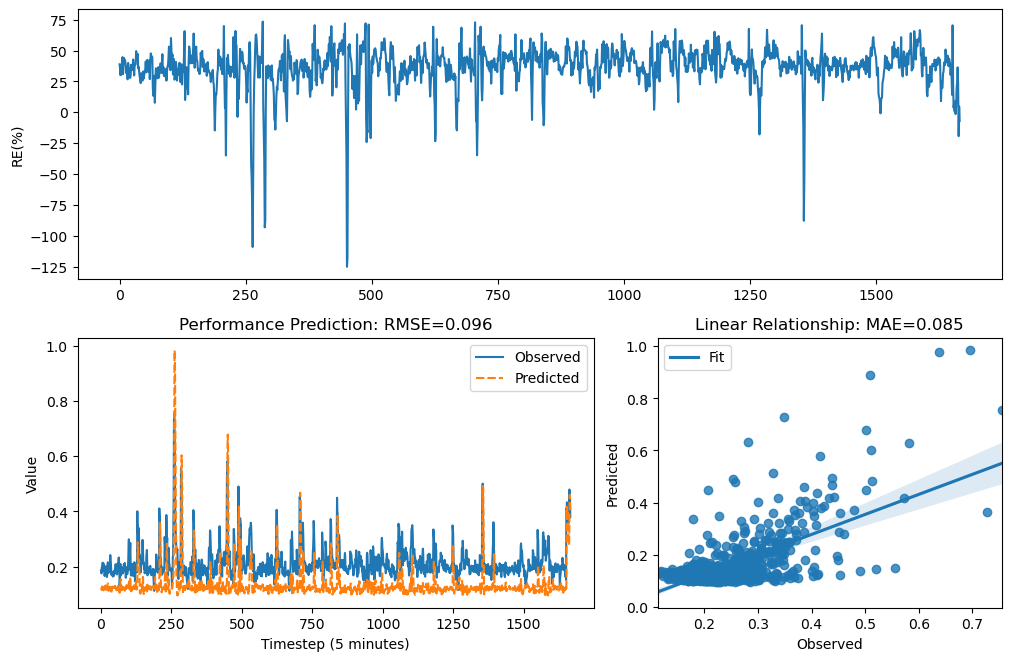 75
50
25
0
−25
−50
−75
−100
−125
RE(%)
0 250 500 750 1000 1250 1500
Performance Prediction: RMSE=0.096
1.0
0.8
0.6
0.4
0.2
Value
Observed
Predicted
0 250 500 750 1000 1250 1500
Timestep (5 minutes)
Linear Relationship: MAE=0.085
1.0
0.8
0.6
0.4
0.2
0.0
Predicted
Fit
0.2 0.3 0.4 0.5 0.6 0.7
Observed